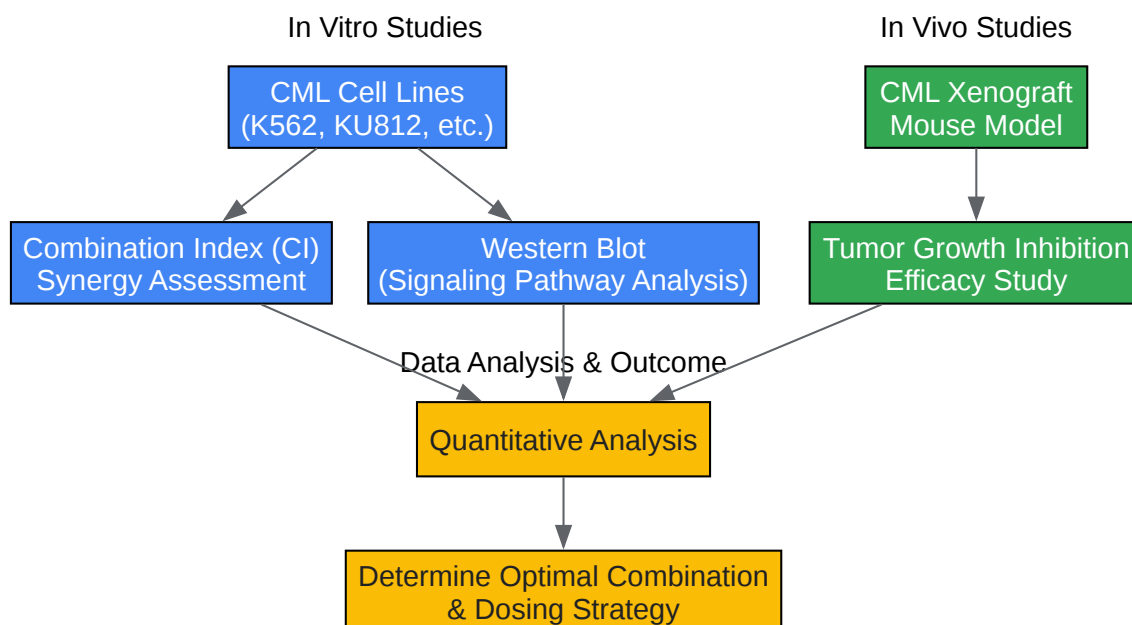 In Vitro Studies
In Vivo Studies
CML Cell Lines
(K562, KU812, etc.)
CML Xenograft
Mouse Model
Combination Index (CI)
Synergy Assessment
Western Blot
(Signaling Pathway Analysis)
Tumor Growth Inhibition
Efficacy Study
Data Analysis & Outcome
Quantitative Analysis
Determine Optimal Combination
& Dosing Strategy